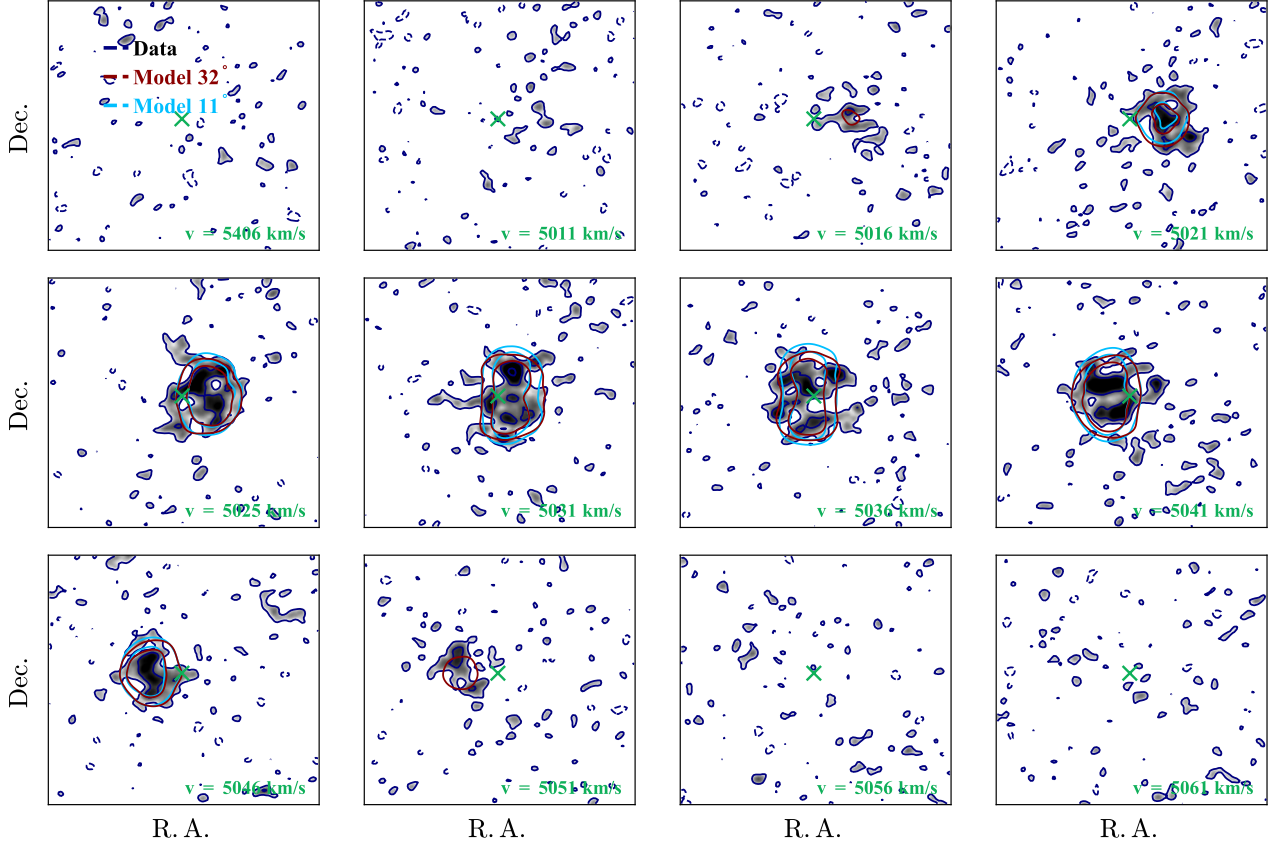 Data
Model 32°
Model 11°
Dec.
v = 5406 km/s
v = 5011 km/s
v = 5016 km/s
v = 5021 km/s
Dec.
v = 5025 km/s
v = 5031 km/s
v = 5036 km/s
v = 5041 km/s
Dec.
v = 5046 km/s
v = 5051 km/s
v = 5056 km/s
v = 5061 km/s
R. A.
R. A.
R. A.
R. A.